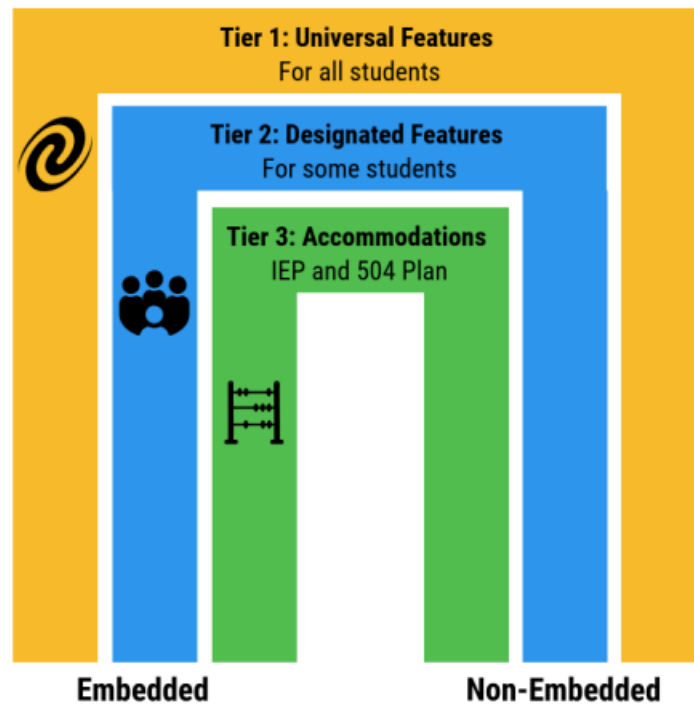 Tier 1: Universal Features
For all students
Tier 2: Designated Features
For some students
Tier 3: Accommodations
IEP and 504 Plan
Embedded
Non-Embedded